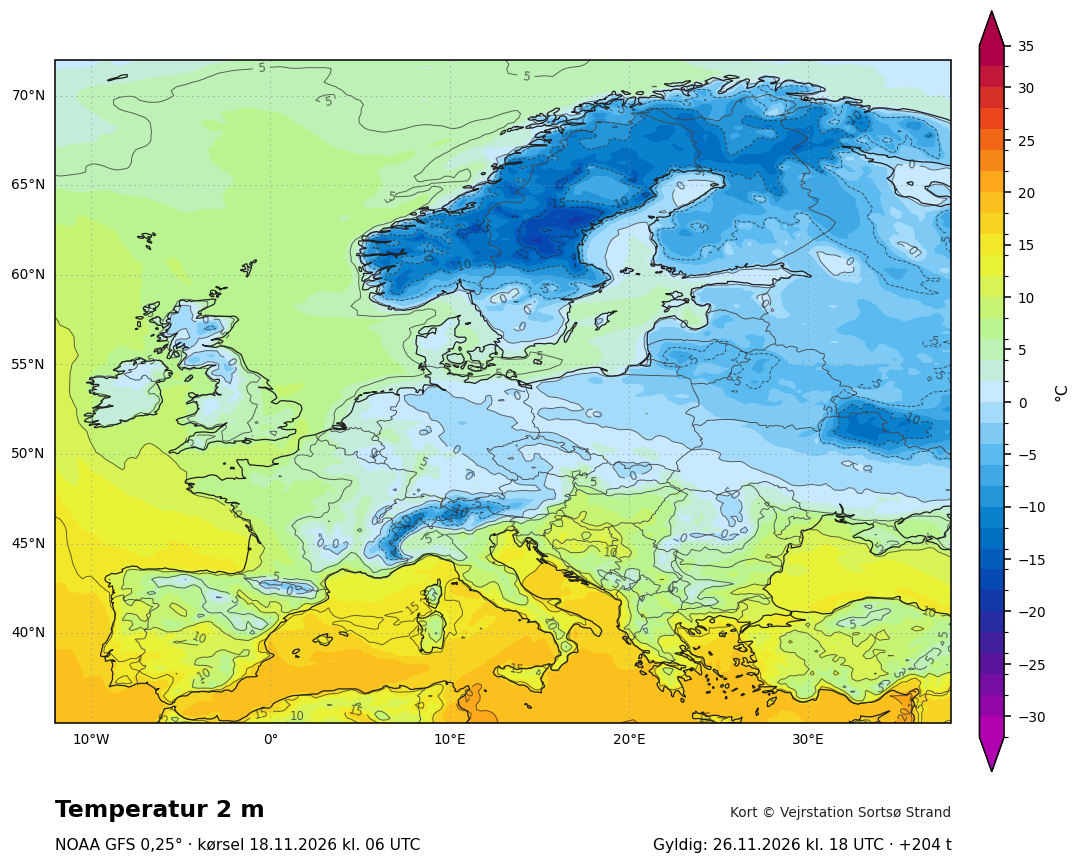 70°N
65°N
60°N
55°N
50°N
45°N
40°N
10°W
0°
10°E
20°E
30°E
35
30
25
20
15
10
5
0
−5
−10
−15
−20
−25
−30
°C
Temperatur 2 m
Kort © Vejrstation Sortsø Strand
NOAA GFS 0,25° · kørsel 18.11.2026 kl. 06 UTC
Gyldig: 26.11.2026 kl. 18 UTC · +204 t